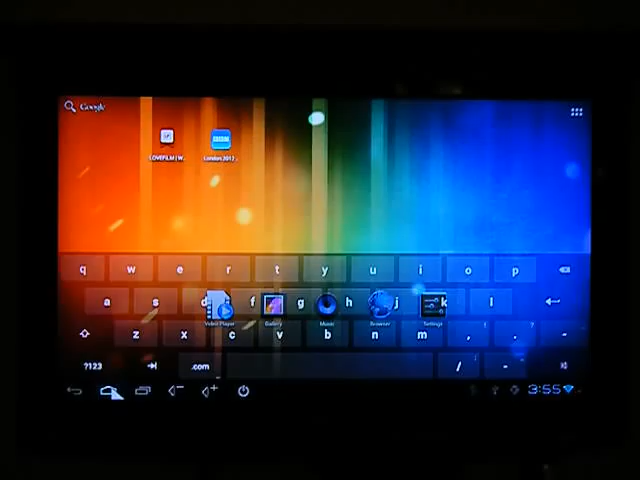 Google
LOVEFILM | W... London 2012 ...
q w e r t y u i o p
a s d f g h j k l
Video Player Gallery Music Browser Settings
z x c v b n m , ! . ?
?123 .com / -
3:55